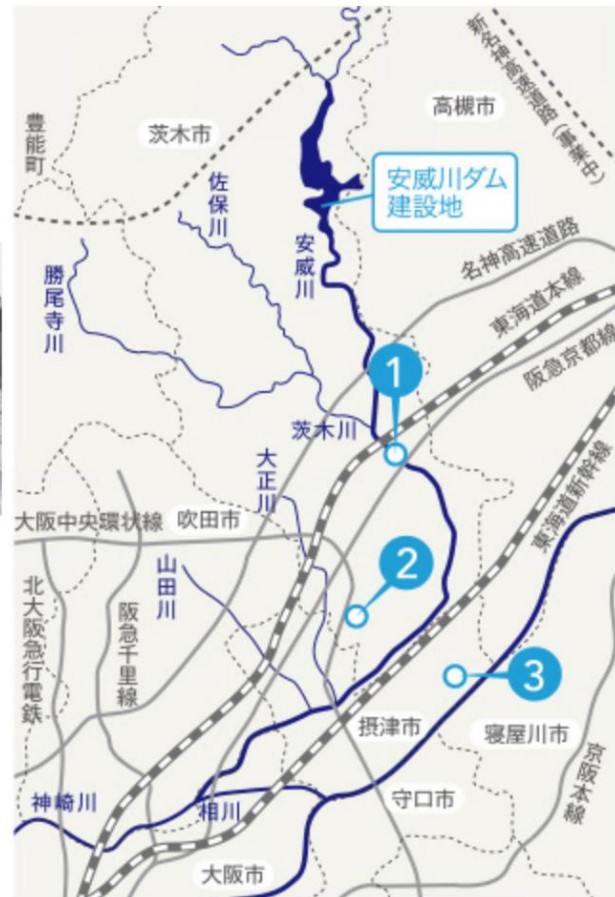 新名神高速道路(事業中)
高槻市
豊能町
茨木市
佐保川
安威川ダム
建設地
安威川
勝尾寺川
名神高速道路
東海道本線
阪急京都線
1
茨木川
大正川
東海道新幹線
大阪中央環状線
吹田市
山田川
2
北大阪急行電鉄
阪急千里線
3
摂津市
寝屋川市
京阪本線
神崎川
相川
守口市
大阪市